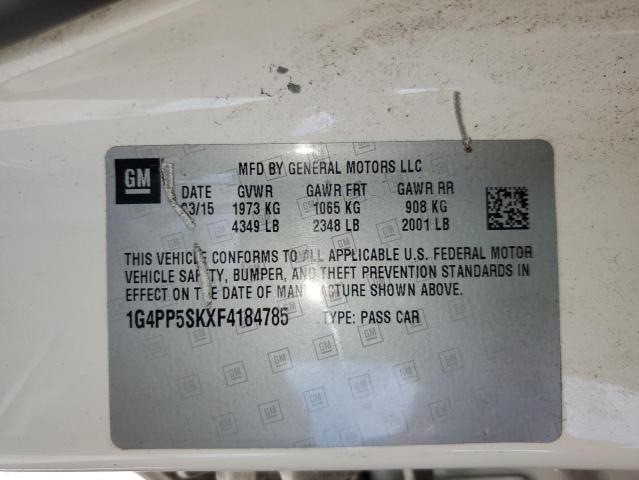 GM
MFD BY GENERAL MOTORS LLC
DATE GVWR GAWR FRT GAWR RR
03/15 1973 KG 1065 KG 908 KG
4349 LB 2348 LB 2001 LB
THIS VEHICLE CONFORMS TO ALL APPLICABLE U.S. FEDERAL MOTOR
VEHICLE SAFETY, BUMPER, AND THEFT PREVENTION STANDARDS IN
EFFECT ON THE DATE OF MANUFACTURE SHOWN ABOVE.
1G4PP5SKXF4184785 TYPE: PASS CAR